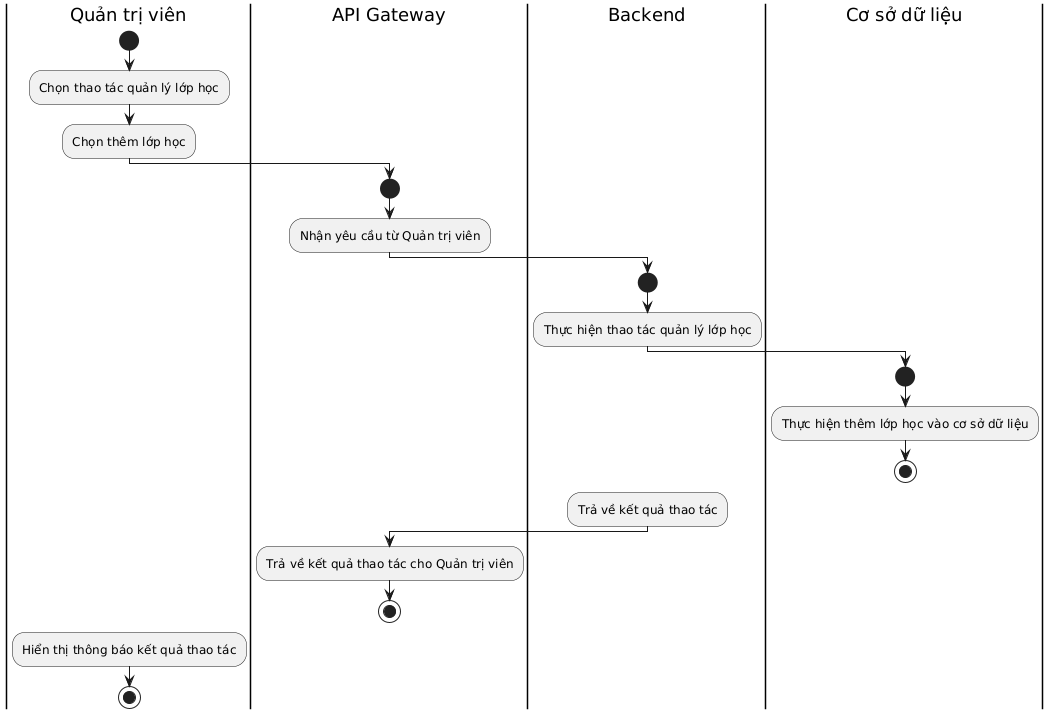 Quản trị viên
API Gateway
Backend
Cơ sở dữ liệu
Chọn thao tác quản lý lớp học
Chọn thêm lớp học
Nhận yêu cầu từ Quản trị viên
Thực hiện thao tác quản lý lớp học
Thực hiện thêm lớp học vào cơ sở dữ liệu
Trả về kết quả thao tác
Trả về kết quả thao tác cho Quản trị viên
Hiển thị thông báo kết quả thao tác